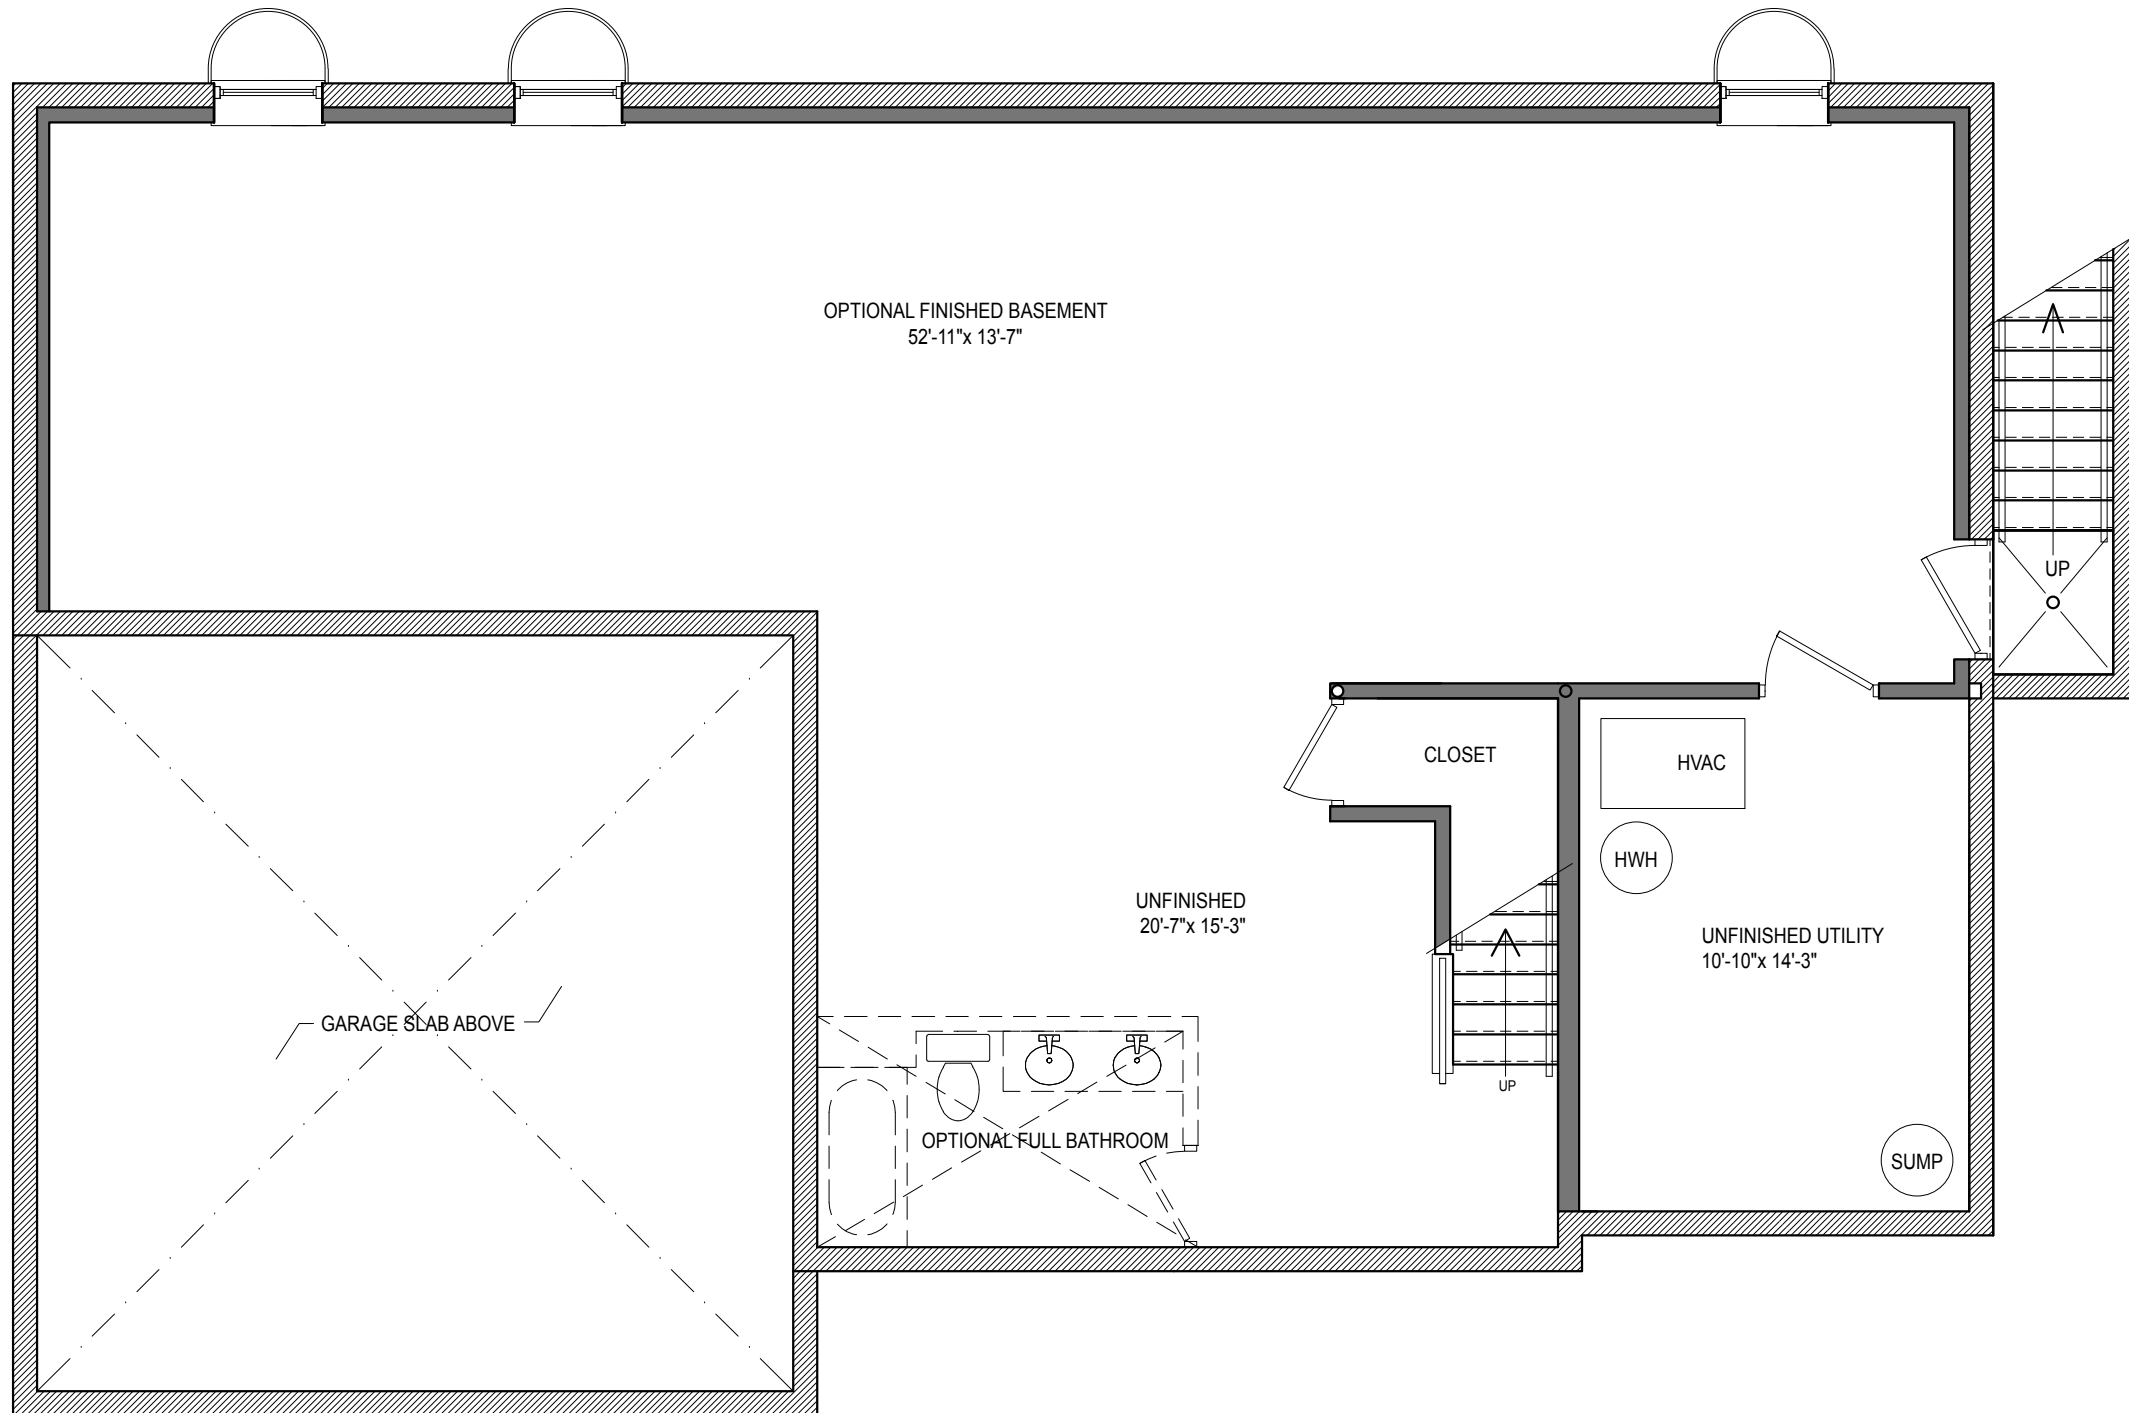 OPTIONAL FINISHED BASEMENT
52'-11"x 13'-7"
UP
CLOSET
HVAC
HWH
UNFINISHED
20'-7"x 15'-3"
UNFINISHED UTILITY
10'-10"x 14'-3"
GARAGE SLAB ABOVE
UP
OPTIONAL FULL BATHROOM
SUMP